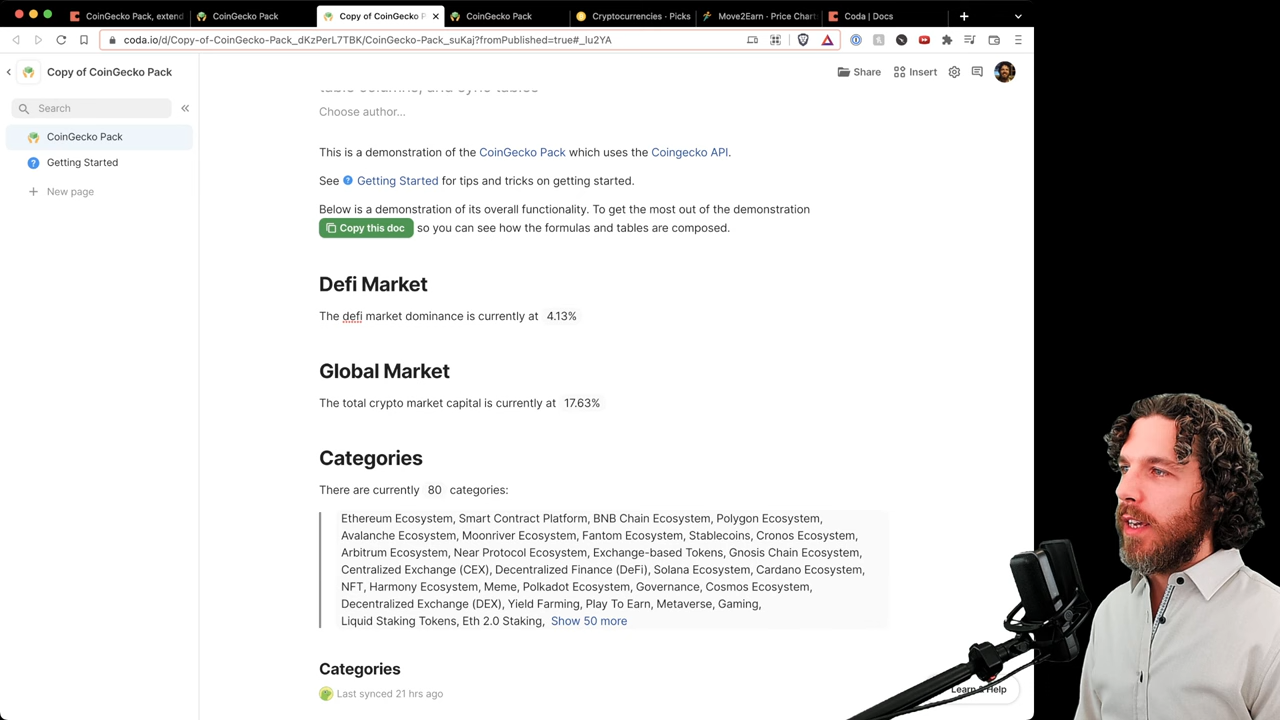 CoinGecko Pack, extend
CoinGecko Pack
Copy of CoinGecko P
CoinGecko Pack
Cryptocurrencies · Picks
Move2Earn · Price Chart
Coda | Docs
coda.io/d/Copy-of-CoinGecko-Pack_dKzPerL7TBK/CoinGecko-Pack_suKaj?fromPublished=true#_lu2YA
Copy of CoinGecko Pack
Share
Insert
Search
CoinGecko Pack
Getting Started
New page
table columns, and sync tables
Choose author...
This is a demonstration of the CoinGecko Pack which uses the Coingecko API.
See Getting Started for tips and tricks on getting started.
Below is a demonstration of its overall functionality. To get the most out of the demonstration
Copy this doc so you can see how the formulas and tables are composed.
Defi Market
The defi market dominance is currently at 4.13%
Global Market
The total crypto market capital is currently at 17.63%
Categories
There are currently 80 categories:
Ethereum Ecosystem, Smart Contract Platform, BNB Chain Ecosystem, Polygon Ecosystem,
Avalanche Ecosystem, Moonriver Ecosystem, Fantom Ecosystem, Stablecoins, Cronos Ecosystem,
Arbitrum Ecosystem, Near Protocol Ecosystem, Exchange-based Tokens, Gnosis Chain Ecosystem,
Centralized Exchange (CEX), Decentralized Finance (DeFi), Solana Ecosystem, Cardano Ecosystem,
NFT, Harmony Ecosystem, Meme, Polkadot Ecosystem, Governance, Cosmos Ecosystem,
Decentralized Exchange (DEX), Yield Farming, Play To Earn, Metaverse, Gaming,
Liquid Staking Tokens, Eth 2.0 Staking, Show 50 more
Categories
Last synced 21 hrs ago
Learn & Help